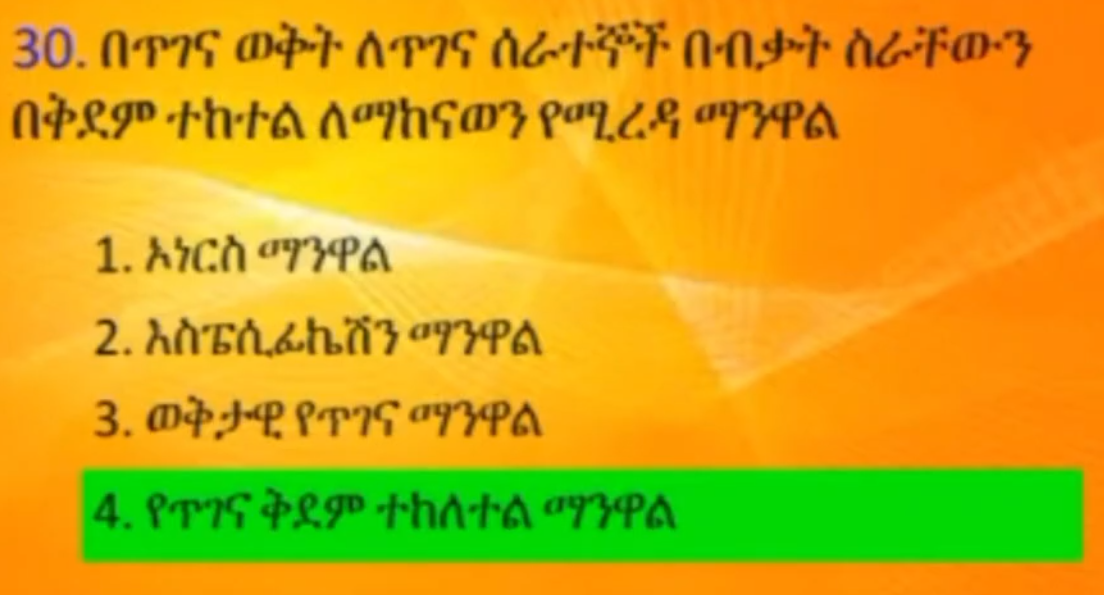 30. በጥገና ወቅት ለጥገና ሰራተኞች በብቃት ስራቸውን
በቅደም ተከተል ለማከናወን የሚረዳ ማንዋል
1. ኦነርስ ማንዋል
2. እስፔሲፊኬሽን ማንዋል
3. ወቅታዊ የጥገና ማንዋል
4. የጥገና ቅደም ተከለተል ማንዋል